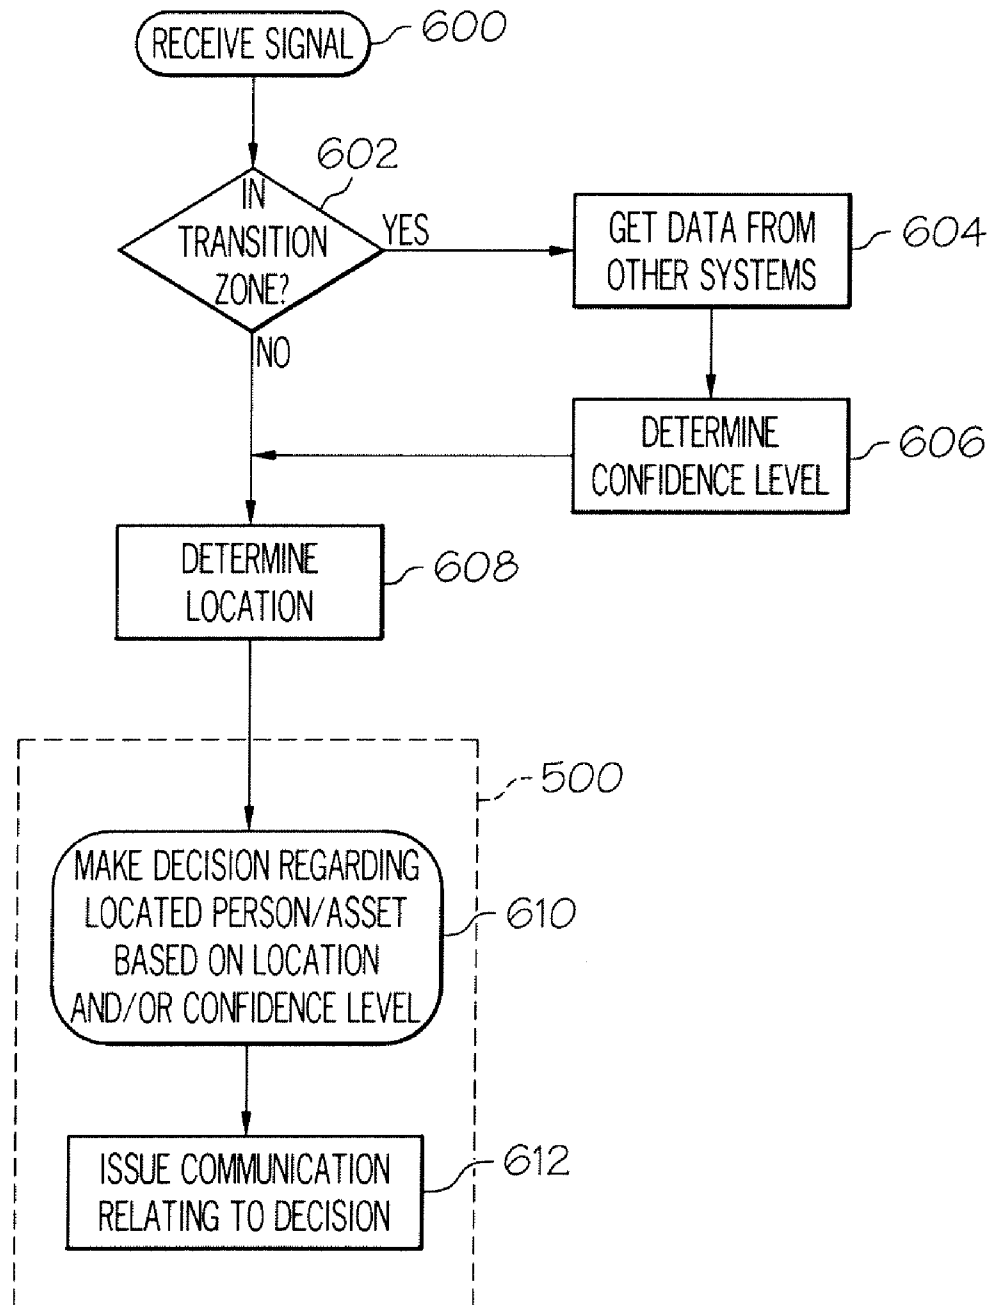 RECEIVE SIGNAL
600
602
IN
TRANSITION
ZONE?
YES
NO
GET DATA FROM
OTHER SYSTEMS
604
DETERMINE
CONFIDENCE LEVEL
606
DETERMINE
LOCATION
608
500
MAKE DECISION REGARDING
LOCATED PERSON/ASSET
BASED ON LOCATION
AND/OR CONFIDENCE LEVEL
610
ISSUE COMMUNICATION
RELATING TO DECISION
612